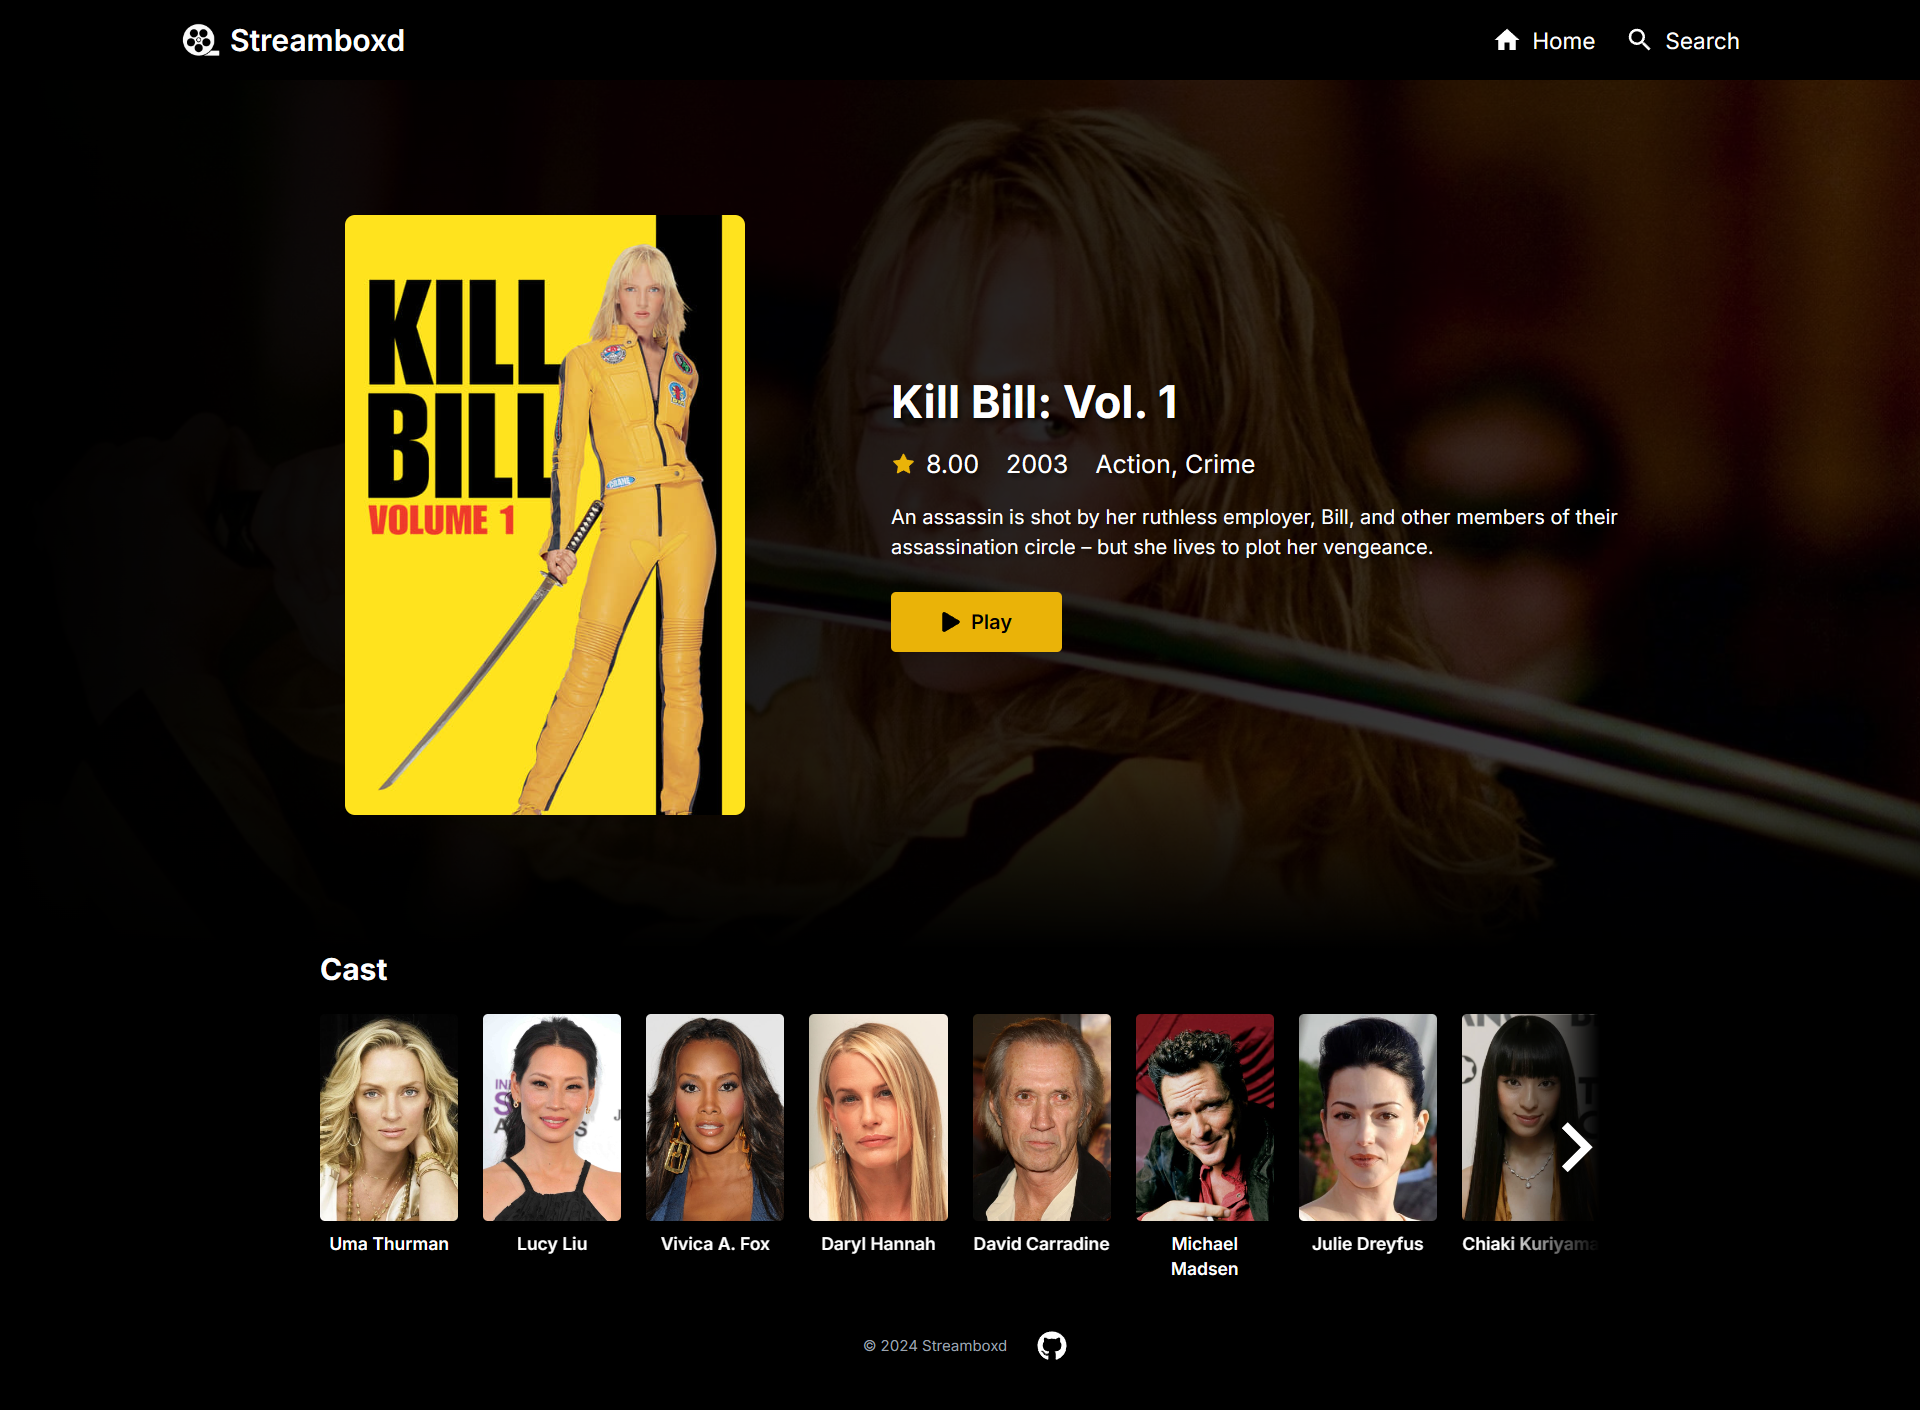 Streamboxd
Home
Search
KILL
BILL
VOLUME 1
CRANE
Kill Bill: Vol. 1
8.00 2003 Action, Crime
An assassin is shot by her ruthless employer, Bill, and other members of their
assassination circle – but she lives to plot her vengeance.
Play
Cast
Uma Thurman
Lucy Liu
Vivica A. Fox
Daryl Hannah
David Carradine
Michael
Madsen
Julie Dreyfus
Chiaki Kuriyama
© 2024 Streamboxd